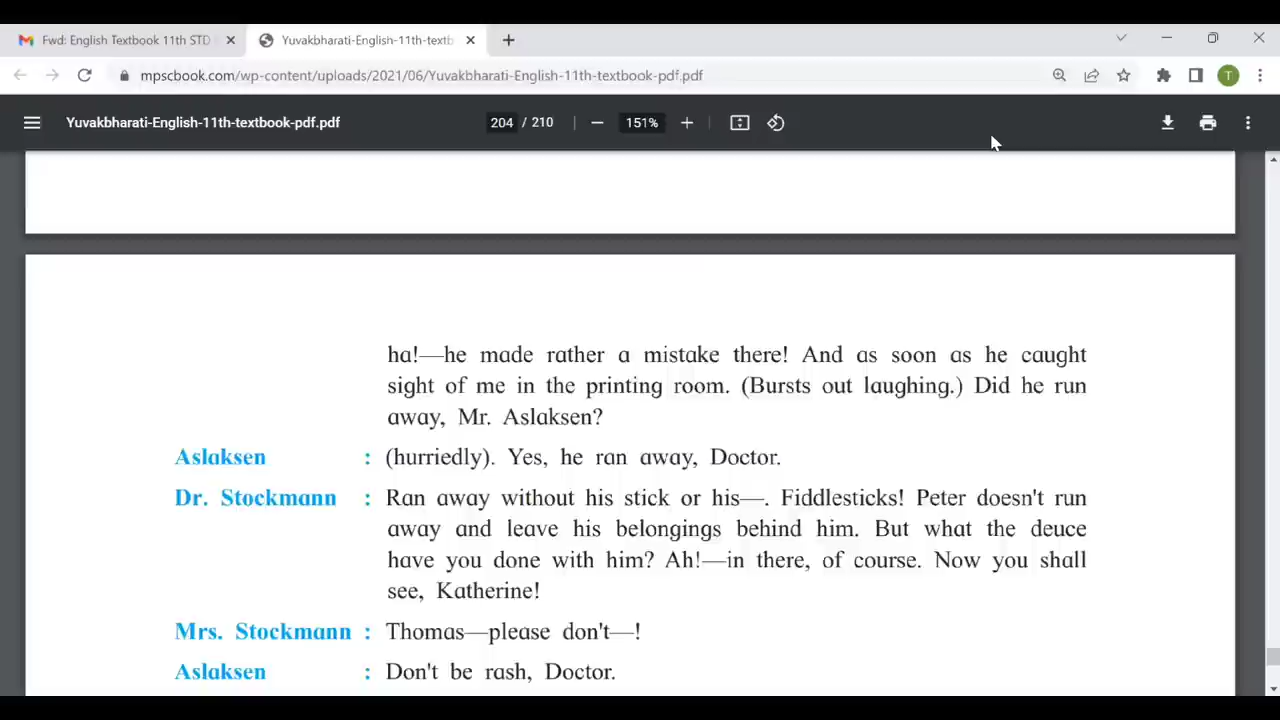 Fwd: English Textbook 11th STD
Yuvakbharati-English-11th-textb
mpscbook.com/wp-content/uploads/2021/06/Yuvakbharati-English-11th-textbook-pdf.pdf
T
Yuvakbharati-English-11th-textbook-pdf.pdf
204 / 210
151%
ha!—he made rather a mistake there! And as soon as he caught
sight of me in the printing room. (Bursts out laughing.) Did he run
away, Mr. Aslaksen?
Aslaksen : (hurriedly). Yes, he ran away, Doctor.
Dr. Stockmann : Ran away without his stick or his—. Fiddlesticks! Peter doesn't run
away and leave his belongings behind him. But what the deuce
have you done with him? Ah!—in there, of course. Now you shall
see, Katherine!
Mrs. Stockmann : Thomas—please don't—!
Aslaksen : Don't be rash, Doctor.